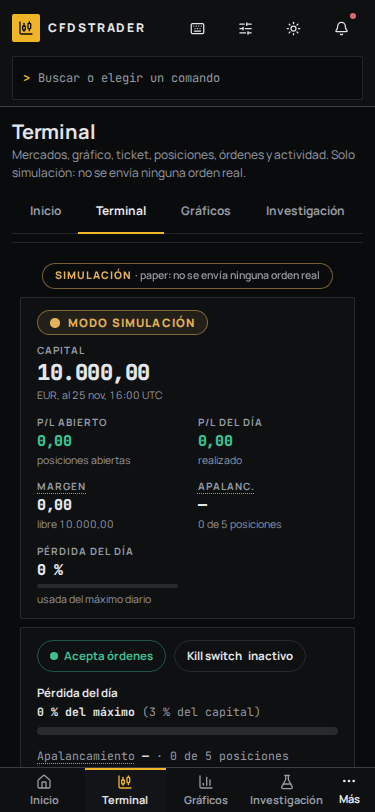 CFDSTRADER
> Buscar o elegir un comando
Terminal
Mercados, gráfico, ticket, posiciones, órdenes y actividad. Solo
simulación: no se envía ninguna orden real.
Inicio Terminal Gráficos Investigación
SIMULACIÓN · paper: no se envía ninguna orden real
MODO SIMULACIÓN
CAPITAL
10.000,00
EUR, al 25 nov, 16:00 UTC
P/L ABIERTO P/L DEL DÍA
0,00 0,00
posiciones abiertas realizado
MARGEN APALANC.
0,00 —
libre 10.000,00 0 de 5 posiciones
PÉRDIDA DEL DÍA
0 %
usada del máximo diario
Acepta órdenes Kill switch inactivo
Pérdida del día
0 % del máximo (3 % del capital)
Apalancamiento — · 0 de 5 posiciones
Inicio Terminal Gráficos Investigación Más